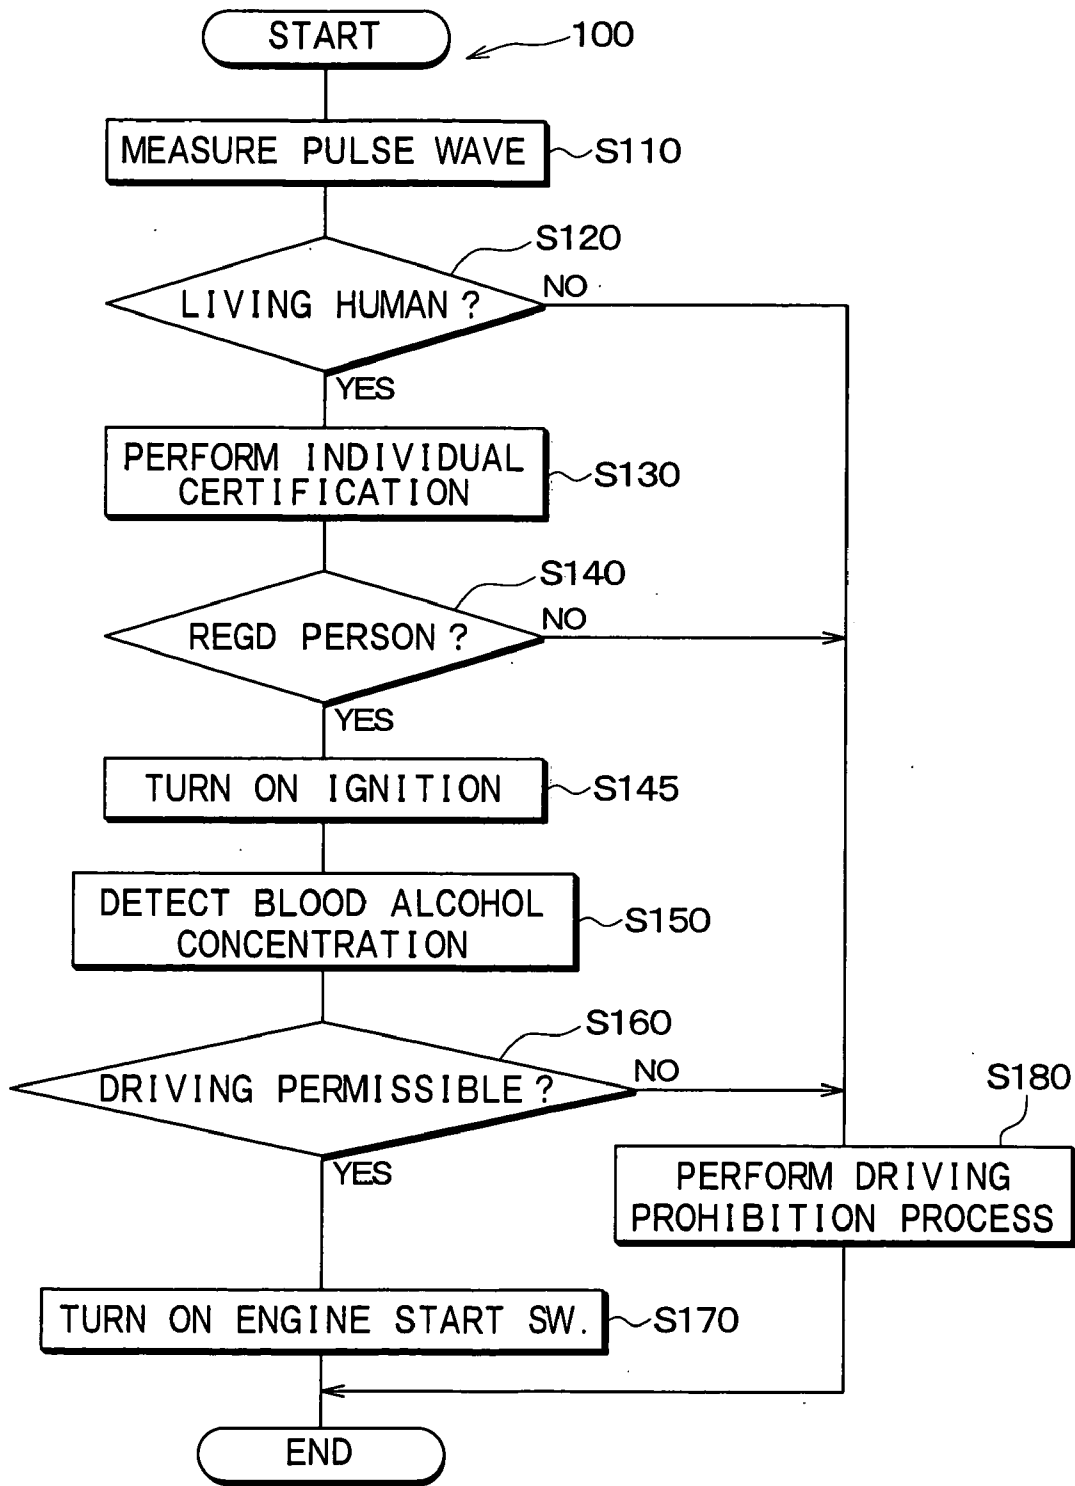 START
100
MEASURE PULSE WAVE
S110
S120
LIVING HUMAN?
NO
YES
PERFORM INDIVIDUAL
CERTIFICATION
S130
S140
REGD PERSON?
NO
YES
TURN ON IGNITION
S145
DETECT BLOOD ALCOHOL
CONCENTRATION
S150
S160
DRIVING PERMISSIBLE?
NO
YES
S180
PERFORM DRIVING
PROHIBITION PROCESS
TURN ON ENGINE START SW.
S170
END